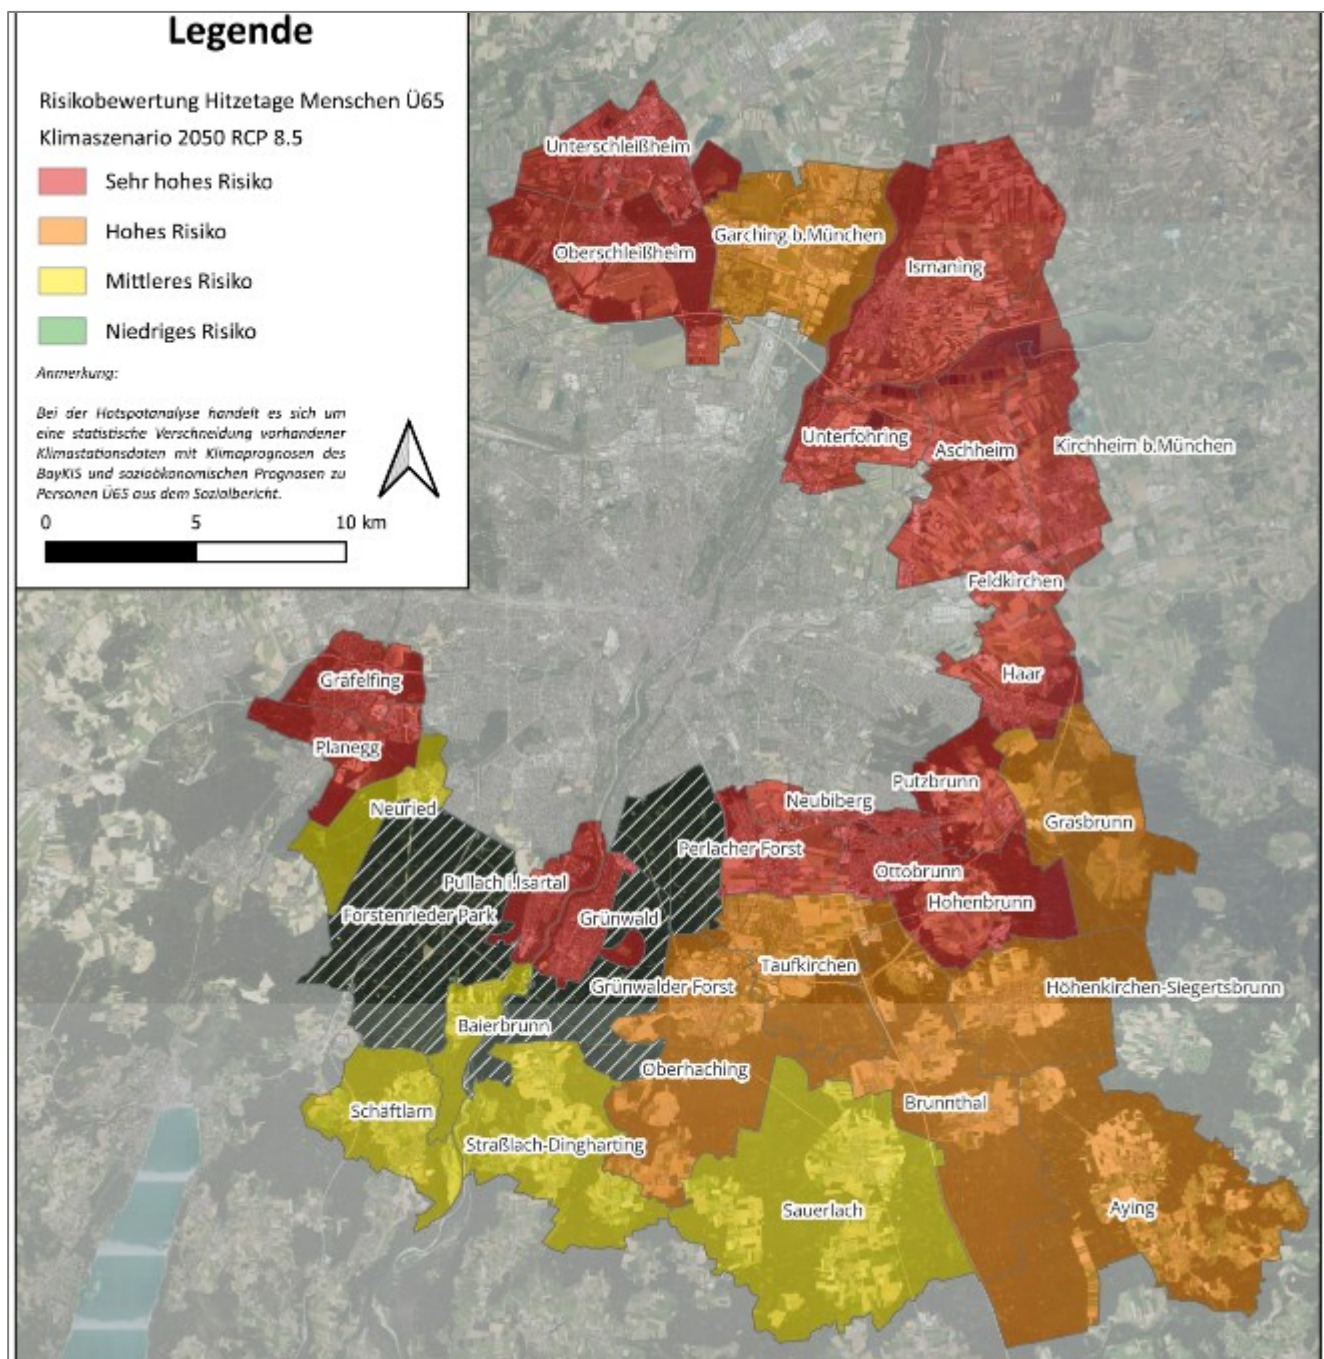 Legende
Risikobewertung Hitzetage Menschen Ü65
Klimaszenario 2050 RCP 8.5
Sehr hohes Risiko
Hohes Risiko
Mittleres Risiko
Niedriges Risiko
Anmerkung:
Bei der Hotspotanalyse handelt es sich um
eine statistische Verschneidung vorhandener
Klimastationsdaten mit Klimaprognosen des
BayKIS und sozioökonomischen Prognosen zu
Personen Ü65 aus dem Sozialbericht.
0 5 10 km
Unterschleißheim
Garching b.München
Oberschleißheim
Ismaning
Unterföhring
Aschheim
Kirchheim b.München
Feldkirchen
Haar
Gräfelfing
Planegg
Putzbrunn
Neubiberg
Neuried
Grasbrunn
Perlacher Forst
Ottobrunn
Pullach i.Isartal
Hohenbrunn
Forstenrieder Park
Grünwald
Taufkirchen
Grünwalder Forst
Höhenkirchen-Siegertsbrunn
Baierbrunn
Oberhaching
Brunnthal
Schäftlarn
Straßlach-Dingharting
Sauerlach
Aying